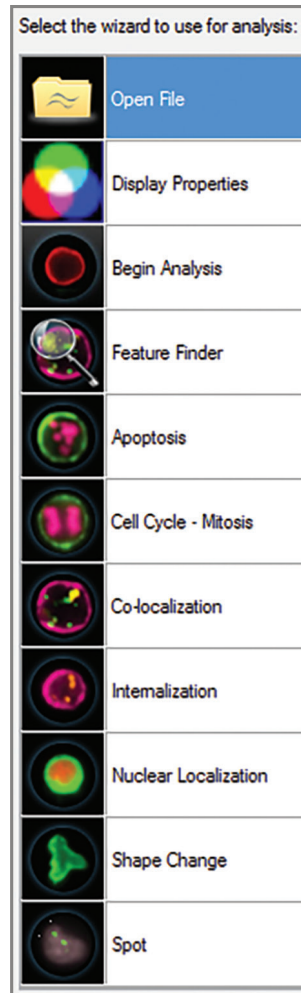 Select the wizard to use for analysis:
Open File
Display Properties
Begin Analysis
Feature Finder
Apoptosis
Cell Cycle - Mitosis
Co-localization
Internalization
Nuclear Localization
Shape Change
Spot